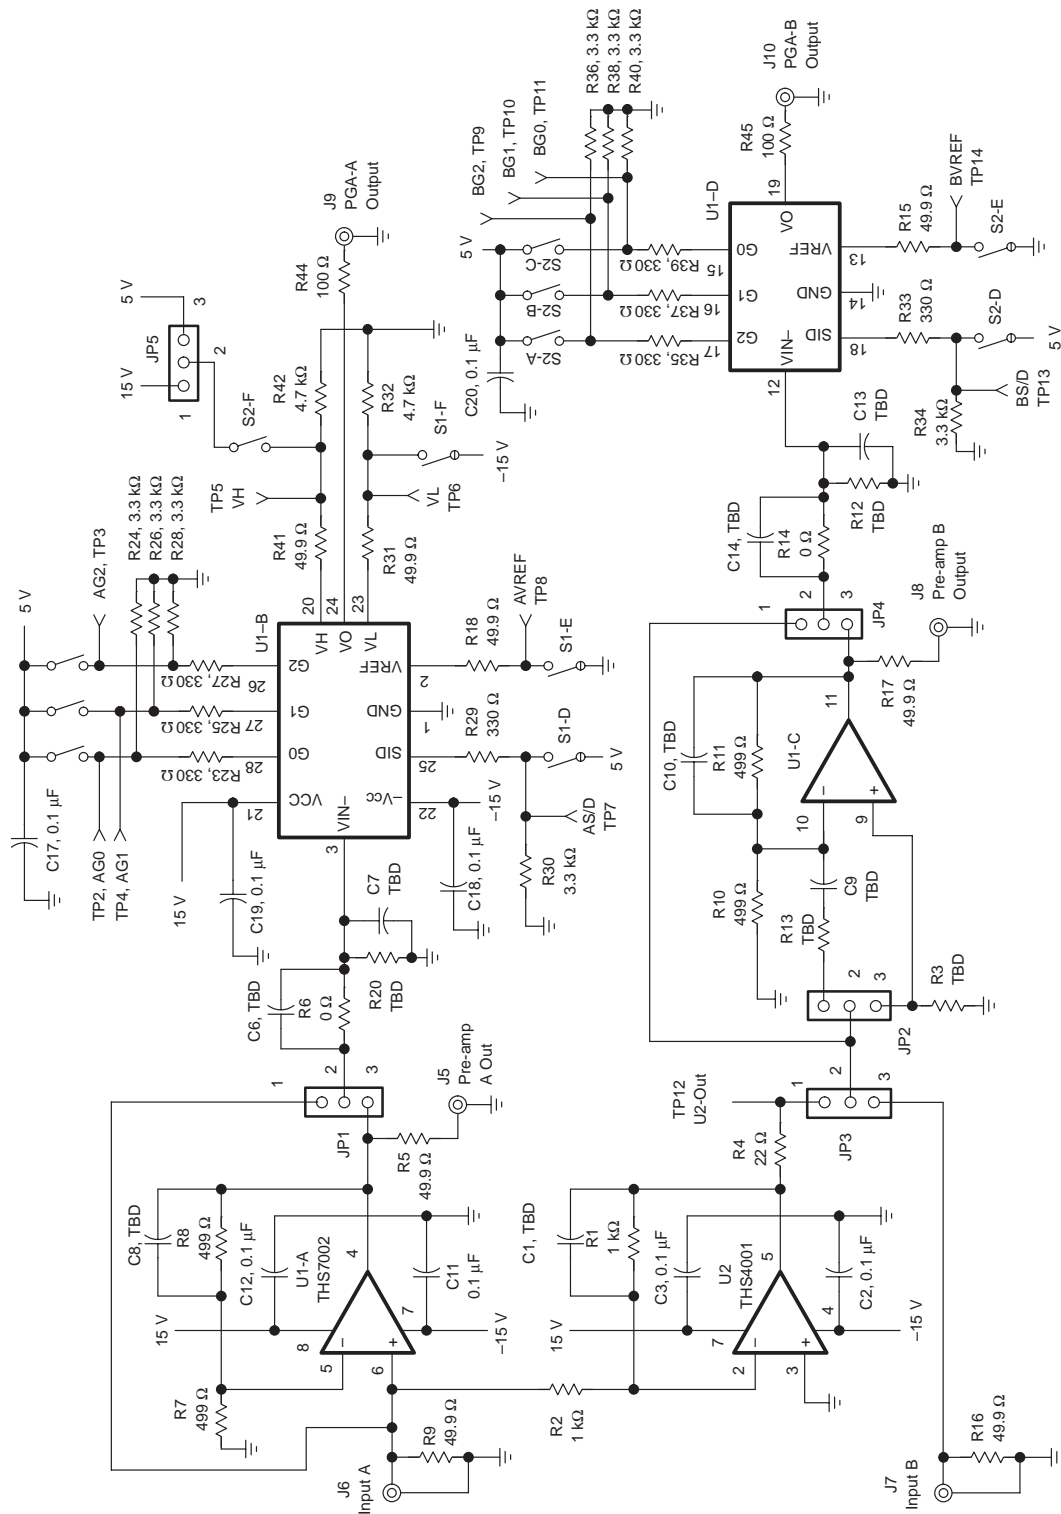 5 V
C17, 0.1 µF
TP2, AG0
TP4, AG1
AG2, TP3
R24, 3.3 kΩ
R26, 3.3 kΩ
R28, 3.3 kΩ
R23, 330 Ω
R25, 330 Ω
R27, 330 Ω
28
27
26
U1–B
G0
G1
G2
VCC
21
15 V
C19, 0.1 µF
VIN–
3
–Vcc
22
–15 V
C18, 0.1 µF
SID
25
GND
1
VREF
2
VH
20
VO
24
VL
23
R29
330 Ω
R18
49.9 Ω
AVREF
TP8
S1-E
S1-D
5 V
AS/D
TP7
R30
3.3 kΩ
R41
49.9 Ω
R31
49.9 Ω
TP5
VH
VL
TP6
S2-F
S1-F
–15 V
R42
4.7 kΩ
R32
4.7 kΩ
15 V
5 V
JP5
1
2
3
R44
100 Ω
J9
PGA-A
Output
J6
Input A
R9
49.9 Ω
R7
499 Ω
C8, TBD
R8
499 Ω
C12, 0.1 µF
15 V
U1-A
THS7002
8
5
6
7
4
–
+
C11
0.1 µF
–15 V
R5
49.9 Ω
J5
Pre-amp
A Out
JP1
1
2
3
C6, TBD
R6
0 Ω
R20
TBD
C7
TBD
R2
1 kΩ
C1, TBD
R1
1 kΩ
C3, 0.1 µF
15 V
U2
THS4001
7
2
3
4
5
–
+
C2, 0.1 µF
–15 V
R4
22 Ω
TP12
U2-Out
JP3
1
2
3
J7
Input B
R16
49.9 Ω
JP2
2
3
R3
TBD
R13
TBD
C9
TBD
R10
499 Ω
C10, TBD
R11
499 Ω
U1-C
10
9
11
–
+
R17
49.9 Ω
J8
Pre-amp B
Output
JP4
1
2
3
C14, TBD
R14
0 Ω
R12
TBD
C13
TBD
5 V
C20, 0.1 µF
S2-A
S2-B
S2-C
BG2, TP9
BG1, TP10
BG0, TP11
R36, 3.3 kΩ
R38, 3.3 kΩ
R40, 3.3 kΩ
R35, 330 Ω
R37, 330 Ω
R39, 330 Ω
17
16
15
U1–D
G2
G1
G0
VIN–
12
VO
19
SID
18
GND
14
VREF
13
R45
100 Ω
J10
PGA-B
Output
R33
330 Ω
R15
49.9 Ω
BVREF
TP14
S2-E
S2-D
5 V
BS/D
TP13
R34
3.3 kΩ